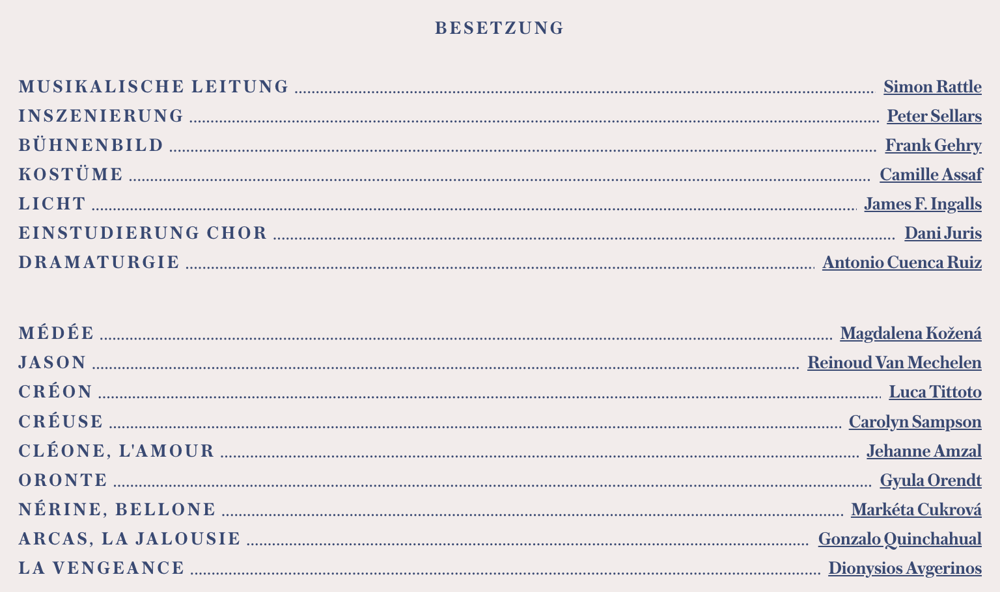 BESETZUNG
MUSIKALISCHE LEITUNG Simon Rattle
INSZENIERUNG Peter Sellars
BÜHNENBILD Frank Gehry
KOSTÜME Camille Assaf
LICHT James F. Ingalls
EINSTUDIERUNG CHOR Dani Juris
DRAMATURGIE Antonio Cuenca Ruiz
MÉDÉE Magdalena Kožená
JASON Reinoud Van Mechelen
CRÉON Luca Tittoto
CRÉUSE Carolyn Sampson
CLÉONE, L'AMOUR Jehanne Amzal
ORONTE Gyula Orendt
NÉRINE, BELLONE Markéta Cukrová
ARCAS, LA JALOUSIE Gonzalo Quinchahual
LA VENGEANCE Dionysios Avgerinos